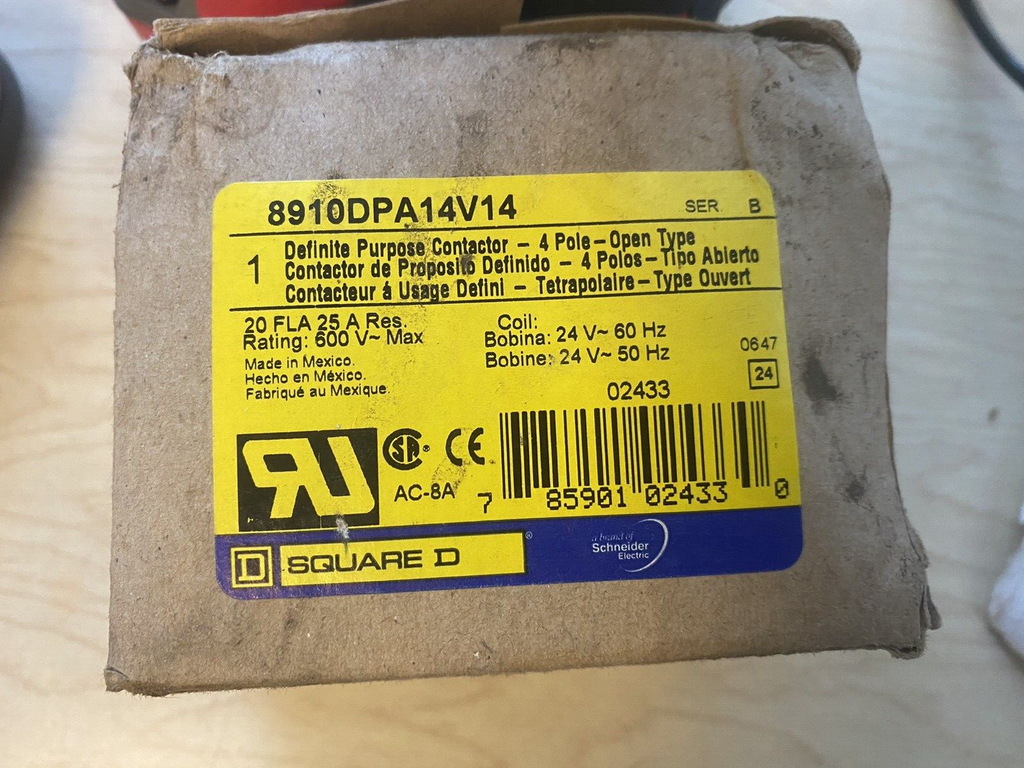 8910DPA14V14 SER B
1
Definite Purpose Contactor - 4 Pole - Open Type
Contactor de Proposito Definido - 4 Polos - Tipo Abierto
Contacteur á Usage Defini - Tetrapolaire - Type Ouvert
20 FLA 25 A Res.
Rating: 600 V~ Max
Made in Mexico.
Hecho en México.
Fabriqué au Mexique.
Coil:
Bobina: 24 V~ 60 Hz
Bobine: 24 V~ 50 Hz
0647
24
02433
RU
SA ®
CE
AC-8A
7 85901 02433 0
D SQUARE D ®
a brand of
Schneider
Electric